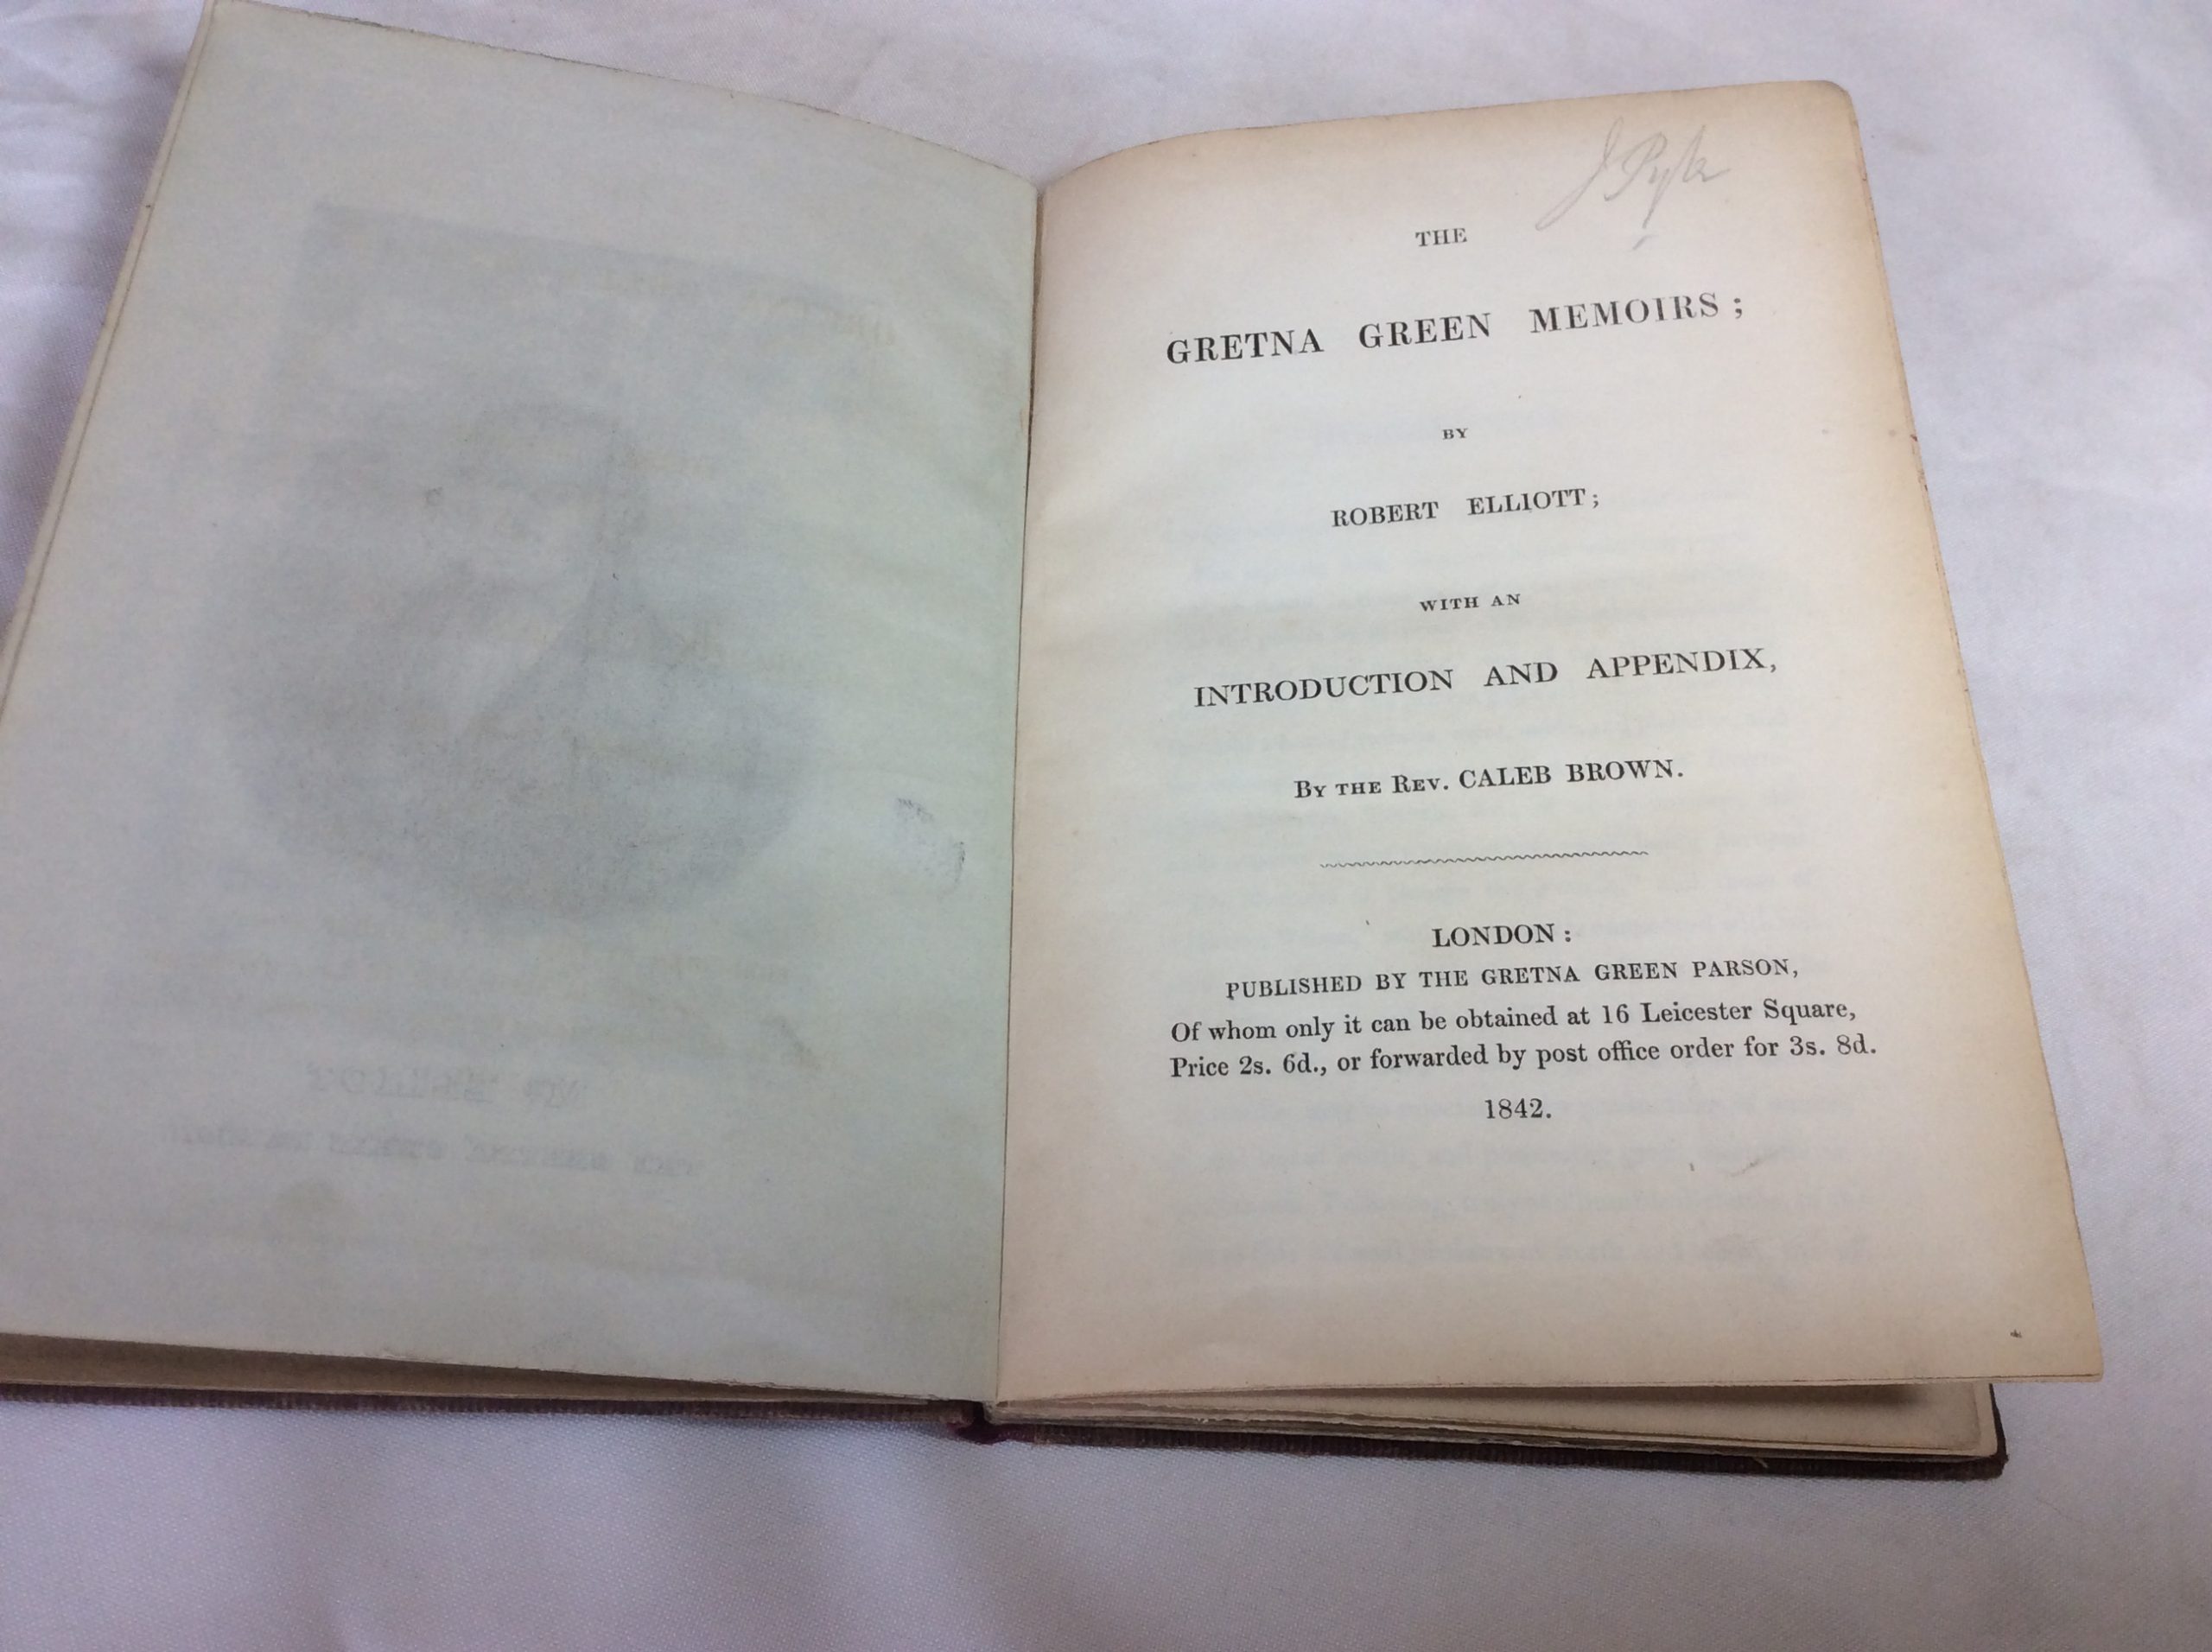 THE
GRETNA GREEN MEMOIRS;
BY
ROBERT ELLIOTT;
WITH AN
INTRODUCTION AND APPENDIX,
BY THE REV. CALEB BROWN.
LONDON:
PUBLISHED BY THE GRETNA GREEN PARSON,
Of whom only it can be obtained at 16 Leicester Square,
Price 2s. 6d., or forwarded by post office order for 3s. 8d.
1842.